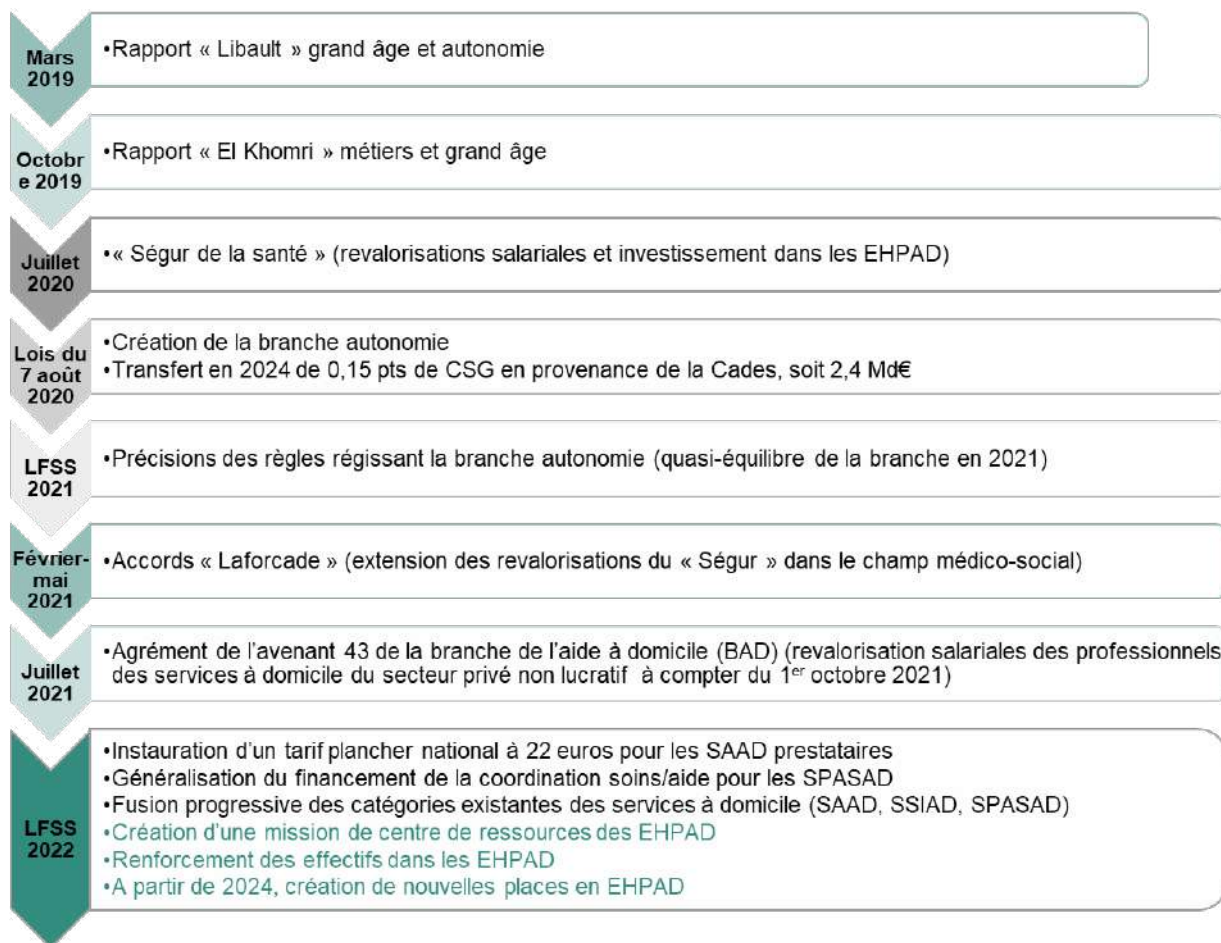 Mars
2019
•Rapport « Libault » grand âge et autonomie
Octobr
e 2019
•Rapport « El Khomri » métiers et grand âge
Juillet
2020
•« Ségur de la santé » (revalorisations salariales et investissement dans les EHPAD)
Lois du
7 août
2020
•Création de la branche autonomie
•Transfert en 2024 de 0,15 pts de CSG en provenance de la Cades, soit 2,4 Md€
LFSS
2021
•Précisions des règles régissant la branche autonomie (quasi-équilibre de la branche en 2021)
Février-
mai
2021
•Accords « Laforcade » (extension des revalorisations du « Ségur » dans le champ médico-social)
Juillet
2021
•Agrément de l'avenant 43 de la branche de l'aide à domicile (BAD) (revalorisation salariales des professionnels
des services à domicile du secteur privé non lucratif à compter du 1er octobre 2021)
LFSS
2022
•Instauration d'un tarif plancher national à 22 euros pour les SAAD prestataires
•Généralisation du financement de la coordination soins/aide pour les SPASAD
•Fusion progressive des catégories existantes des services à domicile (SAAD, SSIAD, SPASAD)
•Création d'une mission de centre de ressources des EHPAD
•Renforcement des effectifs dans les EHPAD
•A partir de 2024, création de nouvelles places en EHPAD